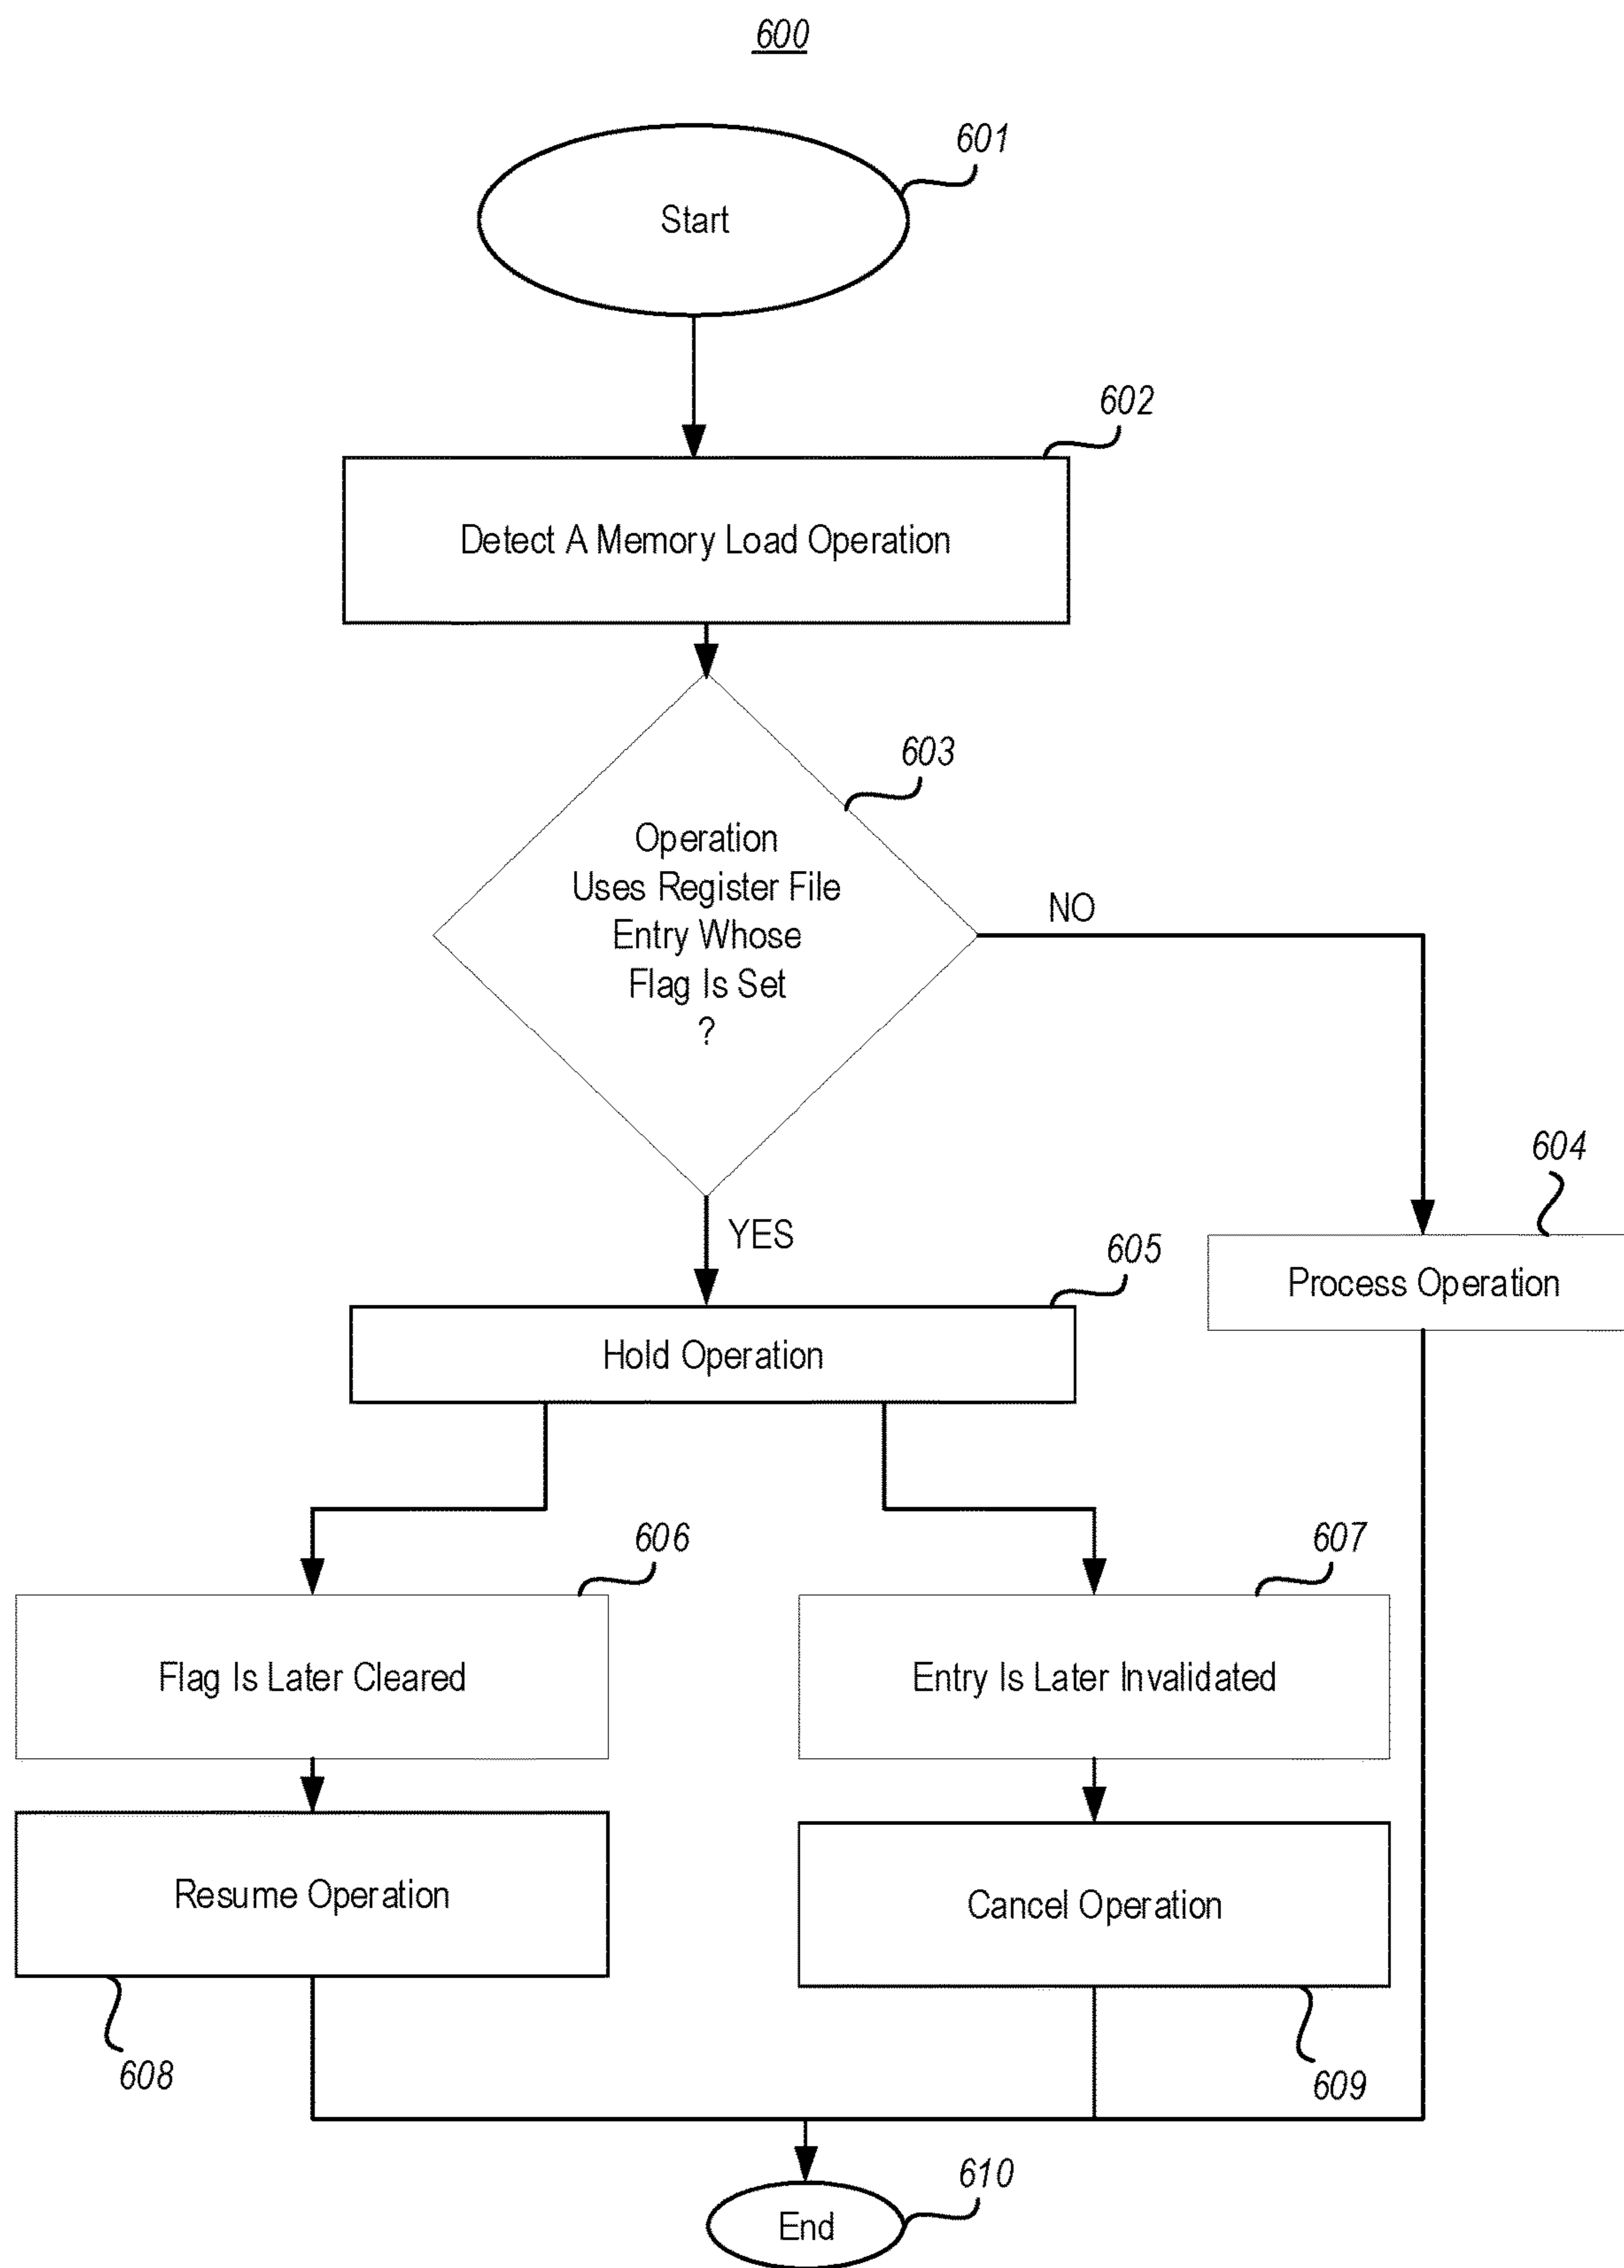 600
601
Start
602
Detect A Memory Load Operation
603
Operation
Uses Register File
Entry Whose
Flag Is Set
?
NO
604
YES
605
Process Operation
Hold Operation
606
607
Flag Is Later Cleared
Entry Is Later Invalidated
Resume Operation
Cancel Operation
608
609
610
End